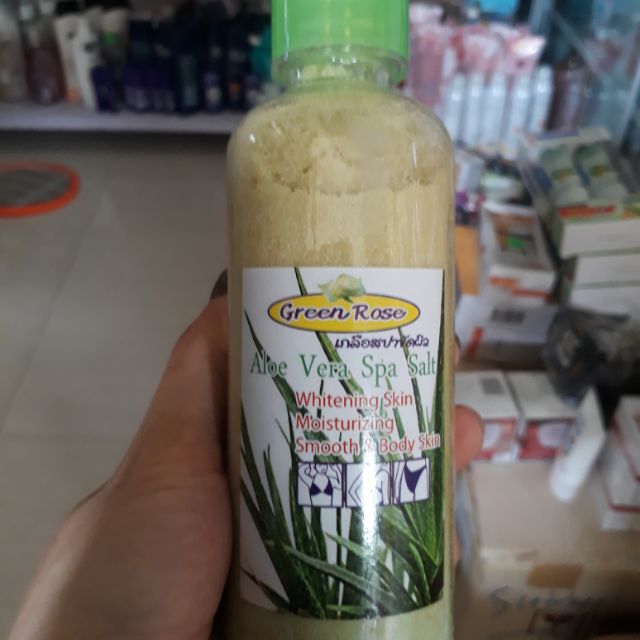 Green Rose
เกลือสปาขัดผิว
Aloe Vera Spa Salt
Whitening Skin
Moisturizing
Smooth & Body Skin